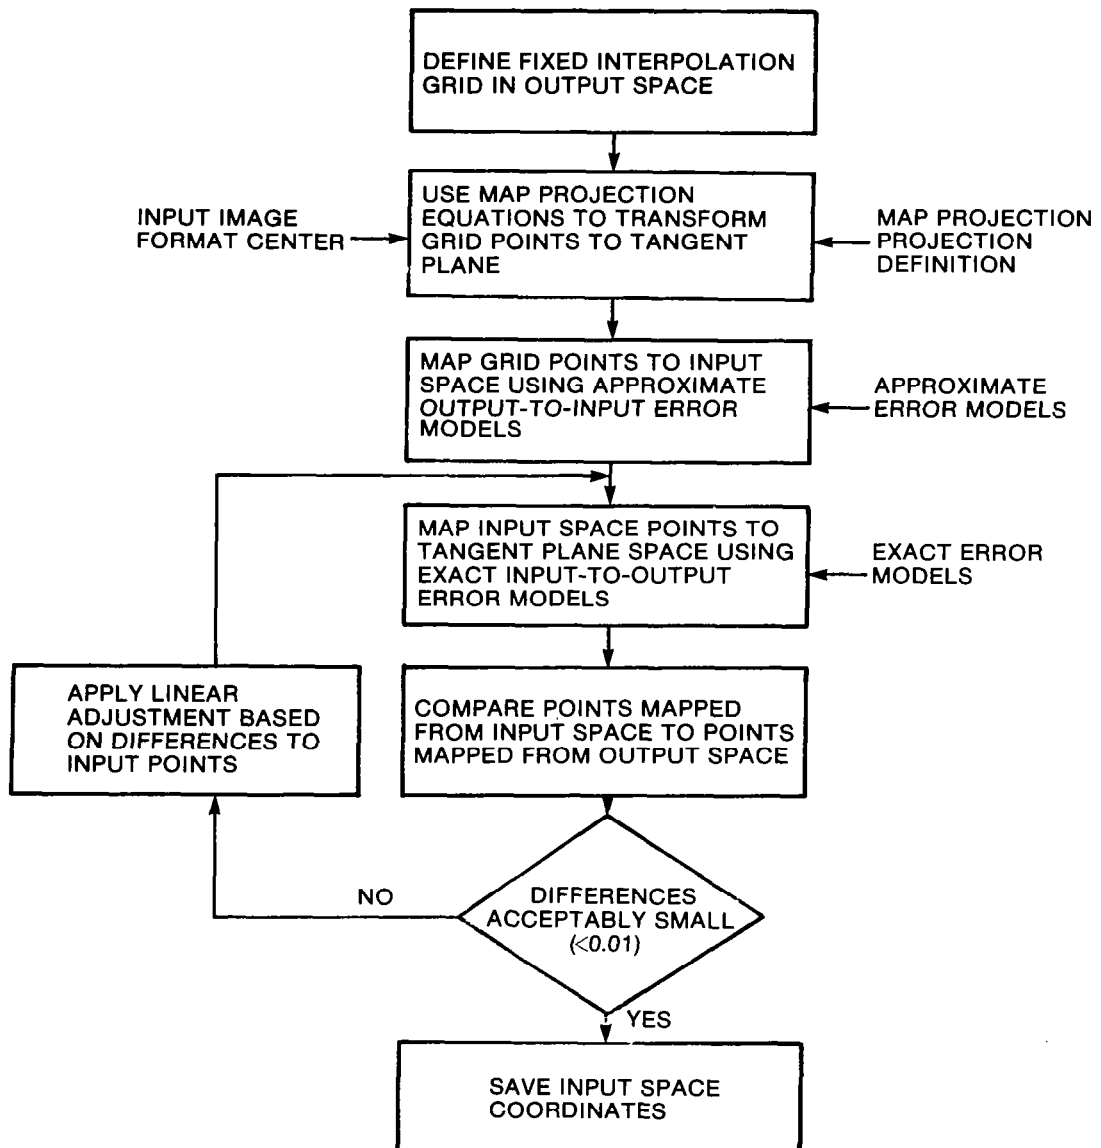 DEFINE FIXED INTERPOLATION
GRID IN OUTPUT SPACE
USE MAP PROJECTION
EQUATIONS TO TRANSFORM
GRID POINTS TO TANGENT
PLANE
INPUT IMAGE
FORMAT CENTER
MAP PROJECTION
PROJECTION
DEFINITION
MAP GRID POINTS TO INPUT
SPACE USING APPROXIMATE
OUTPUT-TO-INPUT ERROR
MODELS
APPROXIMATE
ERROR MODELS
MAP INPUT SPACE POINTS TO
TANGENT PLANE SPACE USING
EXACT INPUT-TO-OUTPUT
ERROR MODELS
EXACT ERROR
MODELS
APPLY LINEAR
ADJUSTMENT BASED
ON DIFFERENCES TO
INPUT POINTS
COMPARE POINTS MAPPED
FROM INPUT SPACE TO POINTS
MAPPED FROM OUTPUT SPACE
NO
DIFFERENCES
ACCEPTABLY SMALL
(<0.01)
YES
SAVE INPUT SPACE
COORDINATES